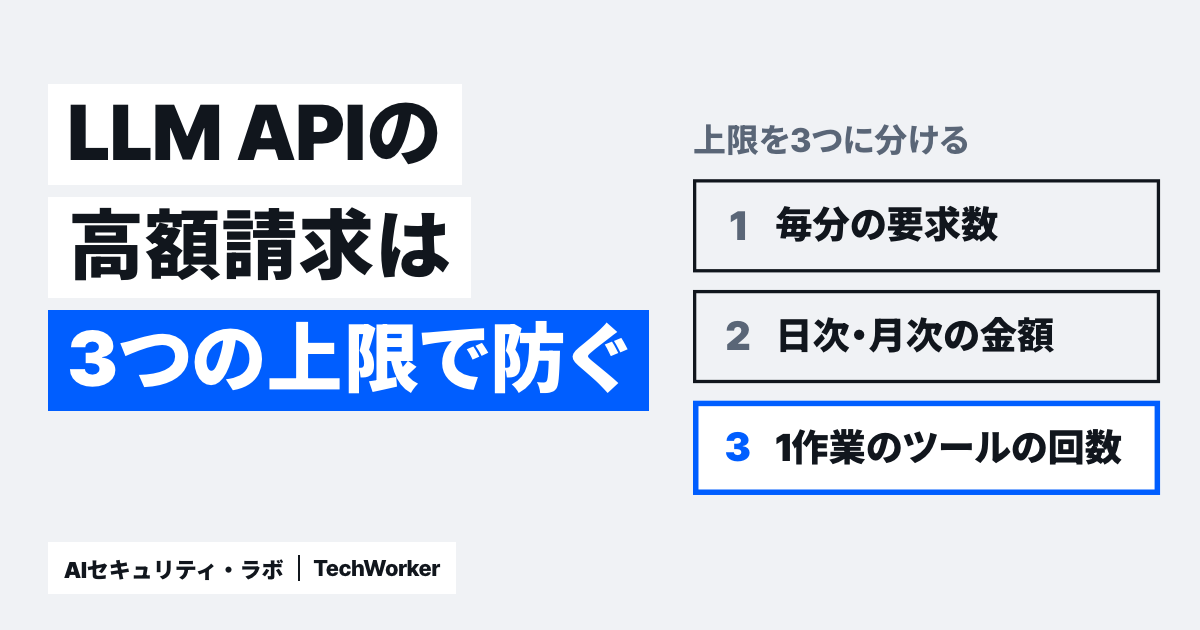 LLM APIの
高額請求は
3つの上限で防ぐ
上限を3つに分ける
1 毎分の要求数
2 日次・月次の金額
3 1作業のツールの回数
AIセキュリティ・ラボ | TechWorker